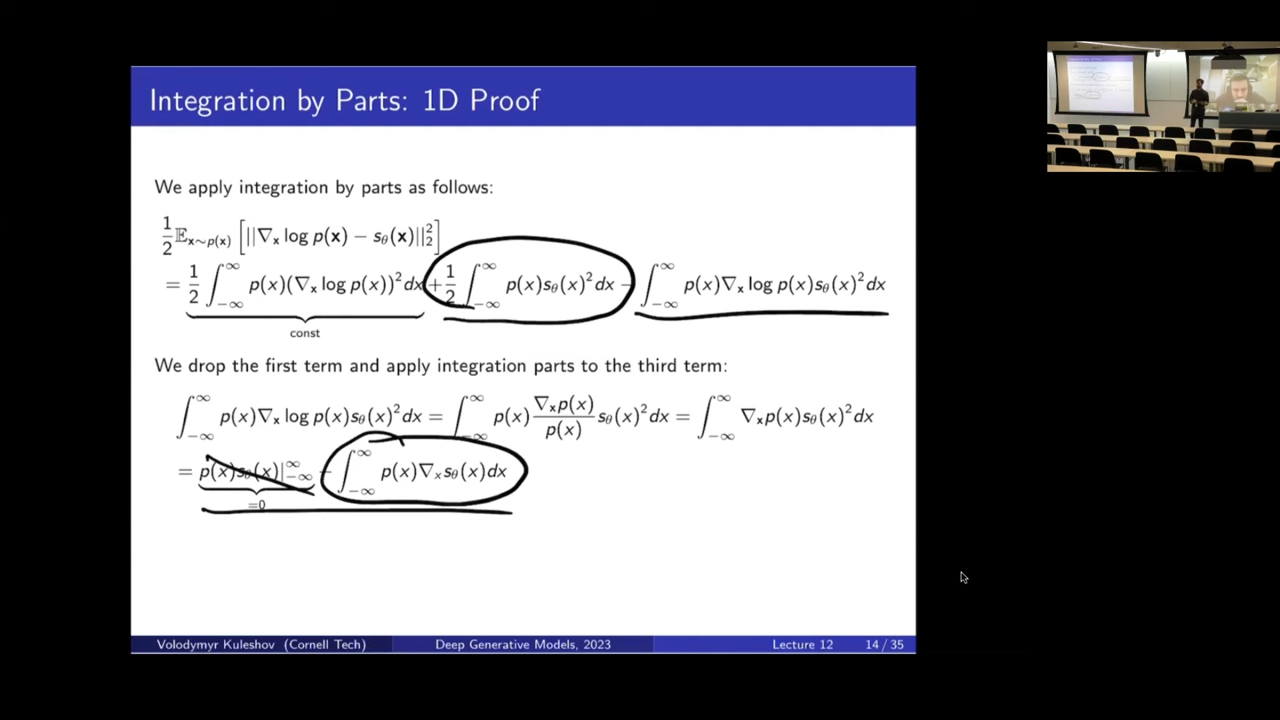 Integration by Parts: 1D Proof
We apply integration by parts as follows:
1/2 𝔼_{x∼p(x)} [||∇_x log p(x) − s_θ(x)||_2^2]
= 1/2 ∫_{−∞}^{∞} p(x)(∇_x log p(x))^2 dx + 1/2 ∫_{−∞}^{∞} p(x)s_θ(x)^2 dx − ∫_{−∞}^{∞} p(x)∇_x log p(x)s_θ(x)^2 dx
const
We drop the first term and apply integration parts to the third term:
∫_{−∞}^{∞} p(x)∇_x log p(x)s_θ(x)^2 dx = ∫_{−∞}^{∞} p(x) ∇_x p(x)/p(x) s_θ(x)^2 dx = ∫_{−∞}^{∞} ∇_x p(x)s_θ(x)^2 dx
= p(x)s_θ(x)|_{−∞}^{∞} − ∫_{−∞}^{∞} p(x)∇_x s_θ(x)dx
=0
Volodymyr Kuleshov (Cornell Tech) Deep Generative Models, 2023 Lecture 12 14 / 35